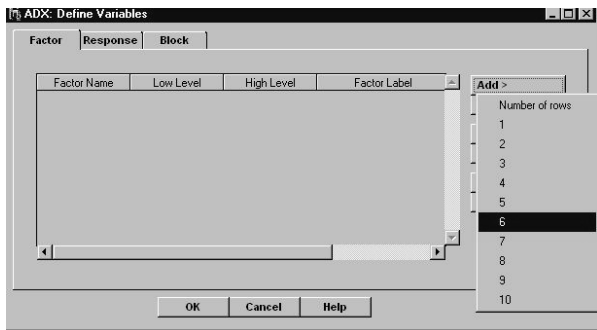 ADX: Define Variables
Factor Response Block
Factor Name Low Level High Level Factor Label
Add >
Number of rows
1
2
3
4
5
6
7
8
9
10
OK Cancel Help